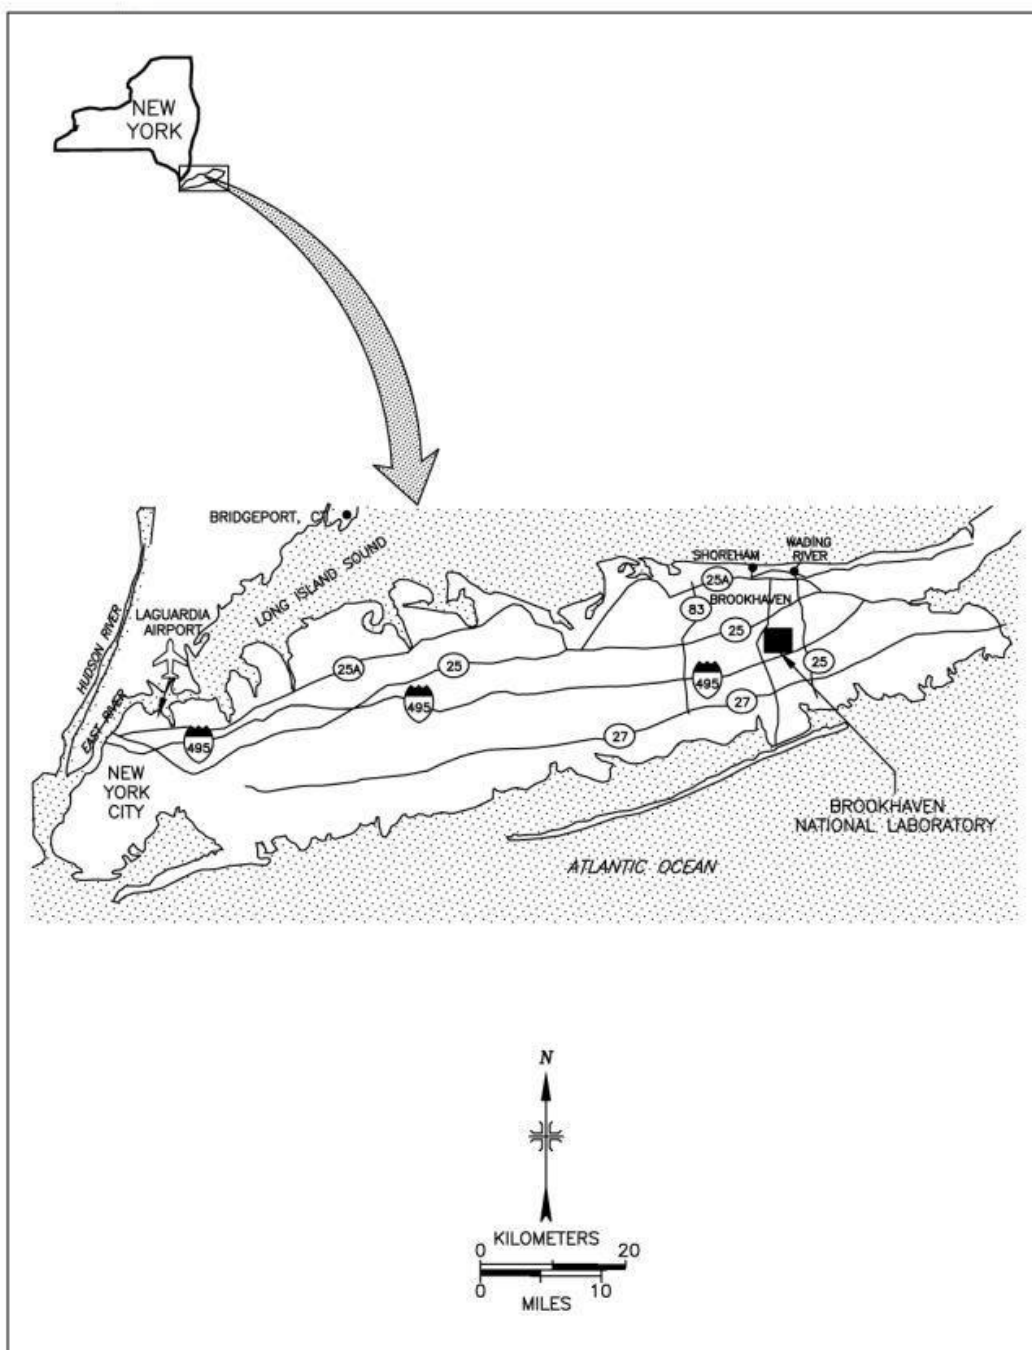 NEW
YORK
BRIDGEPORT, CT
LONG ISLAND SOUND
SHOREHAM
WADING
RIVER
25A
BROOKHAVEN
83
HUDSON RIVER
LAGUARDIA
AIRPORT
25
25A
25
25
495
495
495
EAST RIVER
27
27
NEW
YORK
CITY
BROOKHAVEN
NATIONAL LABORATORY
ATLANTIC OCEAN
N
KILOMETERS
0 20
0 10
MILES